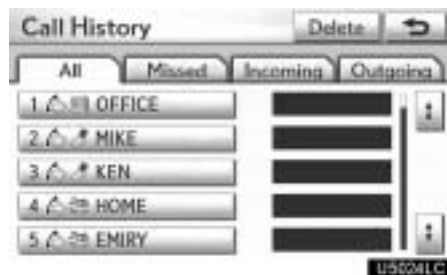 Call History Delete
All Missed Incoming Outgoing
1 OFFICE
2 MIKE
3 KEN
4 HOME
5 EMIRY
U5024LC